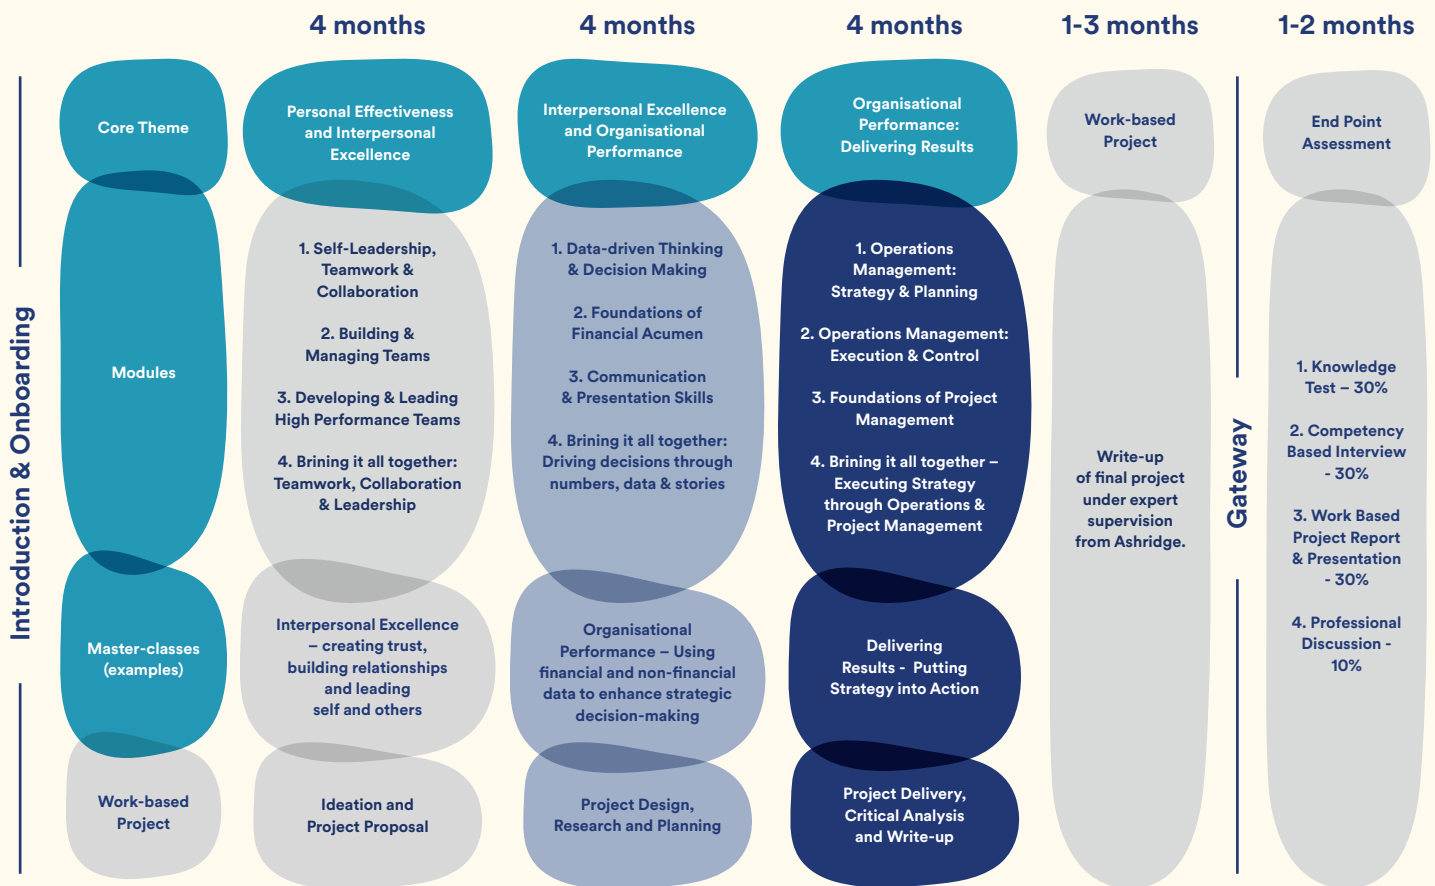 4 months
4 months
4 months
1-3 months
1-2 months
Introduction & Onboarding
Core Theme
Modules
Master-classes
(examples)
Work-based
Project
Personal Effectiveness
and Interpersonal
Excellence
1. Self-Leadership,
Teamwork &
Collaboration
2. Building &
Managing Teams
3. Developing & Leading
High Performance Teams
4. Brining it all together:
Teamwork, Collaboration
& Leadership
Interpersonal Excellence
– creating trust,
building relationships
and leading
self and others
Ideation and
Project Proposal
Interpersonal Excellence
and Organisational
Performance
1. Data-driven Thinking
& Decision Making
2. Foundations of
Financial Acumen
3. Communication
& Presentation Skills
4. Brining it all together:
Driving decisions through
numbers, data & stories
Organisational
Performance – Using
financial and non-financial
data to enhance strategic
decision-making
Project Design,
Research and Planning
Organisational
Performance:
Delivering Results
1. Operations
Management:
Strategy & Planning
2. Operations Management:
Execution & Control
3. Foundations of Project
Management
4. Brining it all together –
Executing Strategy
through Operations &
Project Management
Delivering
Results - Putting
Strategy into Action
Project Delivery,
Critical Analysis
and Write-up
Work-based
Project
Write-up
of final project
under expert
supervision
from Ashridge.
Gateway
End Point
Assessment
1. Knowledge
Test – 30%
2. Competency
Based Interview
- 30%
3. Work Based
Project Report
& Presentation
- 30%
4. Professional
Discussion -
10%